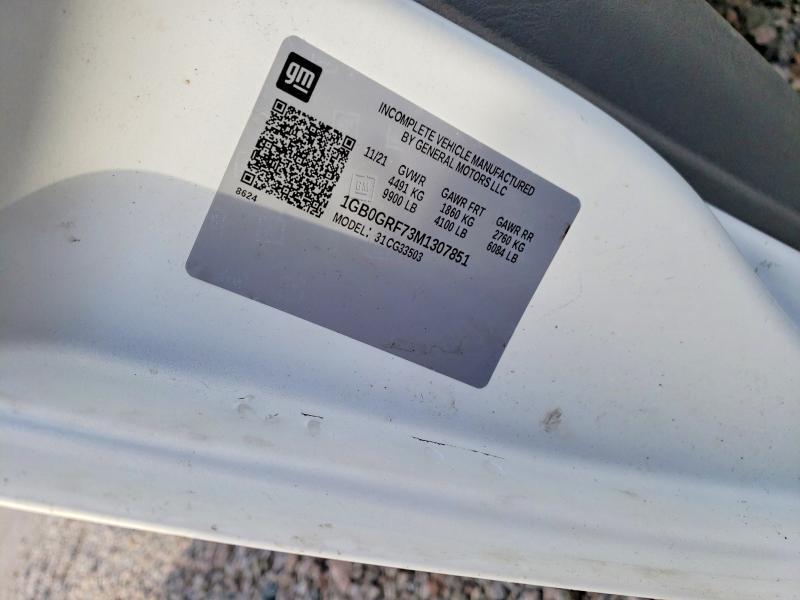 gm
INCOMPLETE VEHICLE MANUFACTURED
BY GENERAL MOTORS LLC
11/21
GVWR
4491 KG
9900 LB
GAWR FRT
1860 KG
4100 LB
GAWR RR
2760 KG
6084 LB
GM
8624
1GB0GRF73M1307851
MODEL: 31CG33503